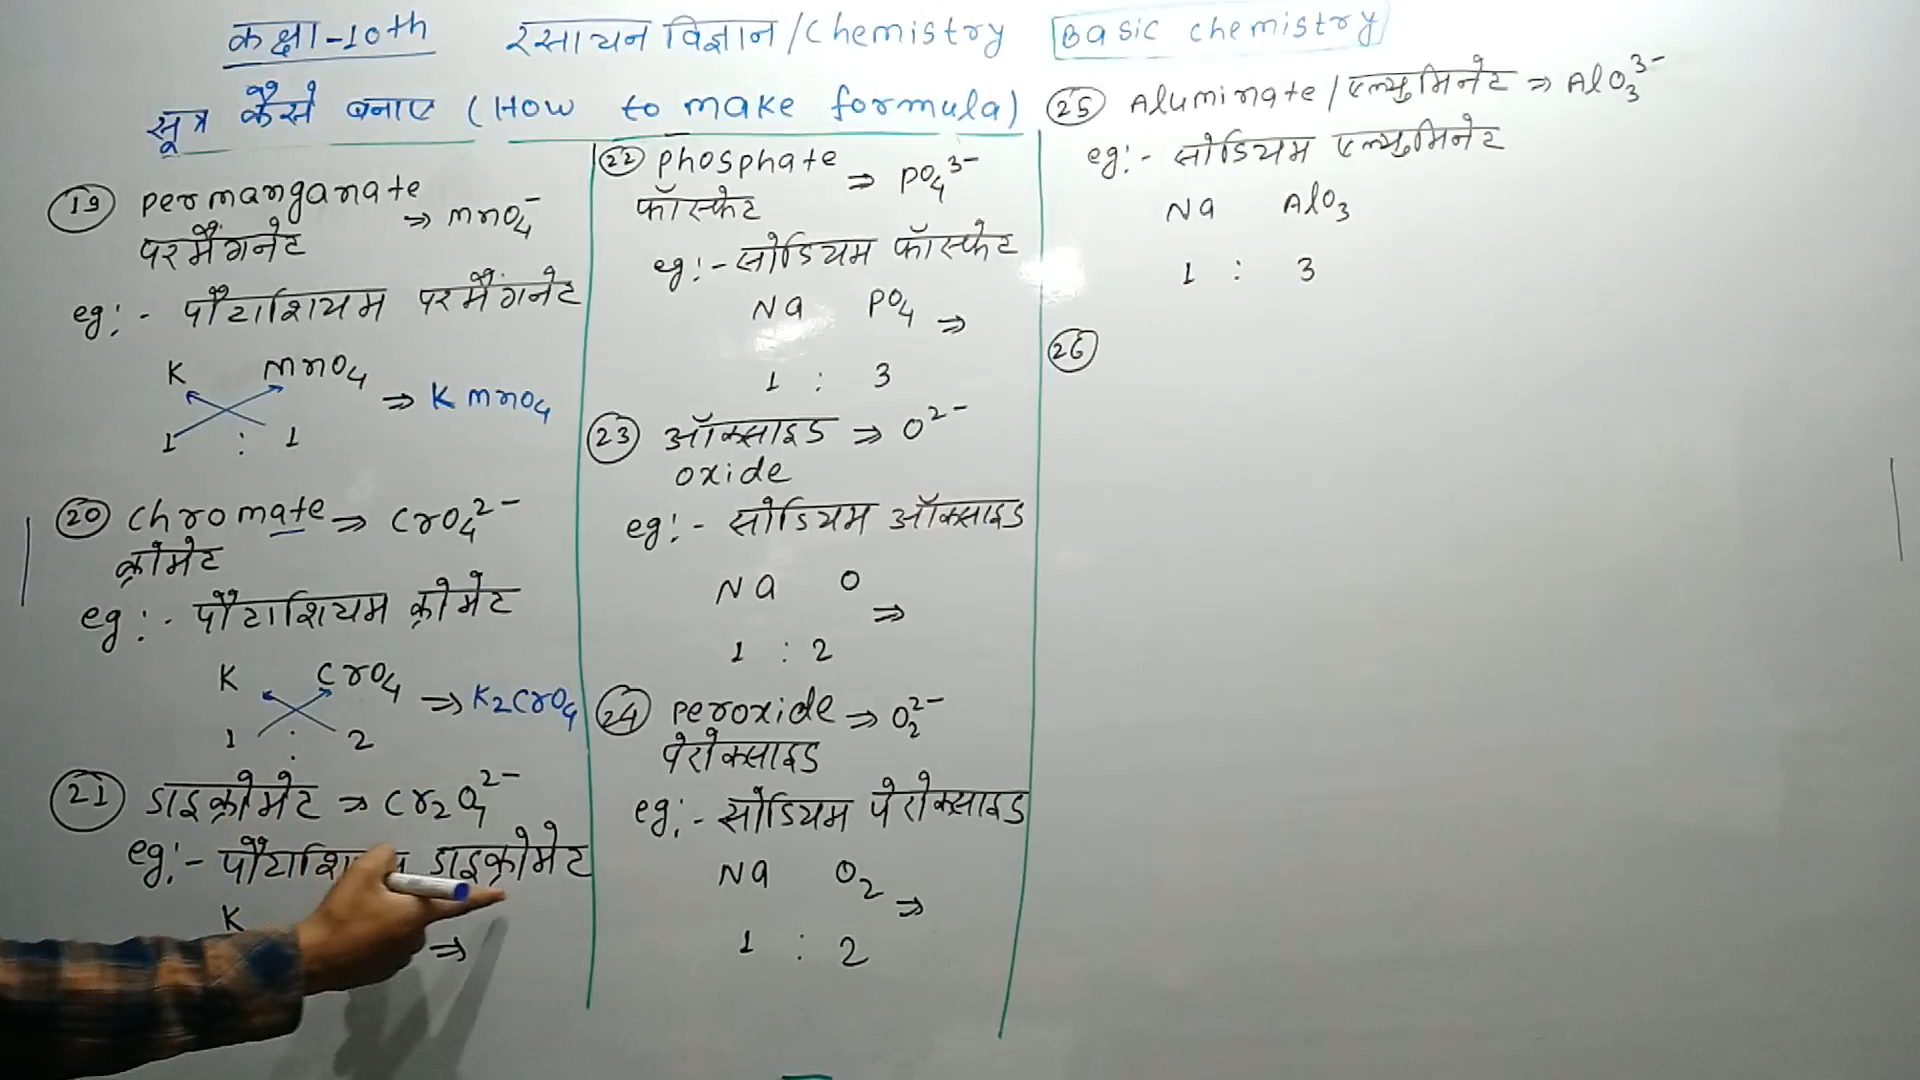 कक्षा-10th रसायन विज्ञान/Chemistry Basic chemistry
सूत्र कैसे बनाए (How to make formula)
(19) Permanganate
परमैंगनेट ⇒ MnO₄⁻
eg:- पौटाशियम परमैंगनेट
K MnO₄
⇒ KMnO₄
1 : 1
(20) Chromate ⇒ CrO₄²⁻
क्रोमेट
eg:- पौटाशियम क्रोमेट
K CrO₄
⇒ K₂CrO₄
1 : 2
(21) डाइक्रोमेट ⇒ Cr₂O₇²⁻
eg:- डाइक्रोमेट
K
⇒
(22) Phosphate
फॉस्फेट ⇒ PO₄³⁻
eg:- सोडियम फॉस्फेट
Na PO₄ ⇒
1 : 3
(23) ऑक्साइड ⇒ O²⁻
oxide
eg:- सोडियम ऑक्साइड
Na O
⇒
1 : 2
(24) Peroxide ⇒ O₂²⁻
पेरोक्साइड
eg:- सोडियम पेरोक्साइड
Na O₂
⇒
1 : 2
(25) Aluminate/एल्युमिनेट ⇒ AlO₃³⁻
eg:- सोडियम एल्युमिनेट
Na AlO₃
1 : 3
(26)